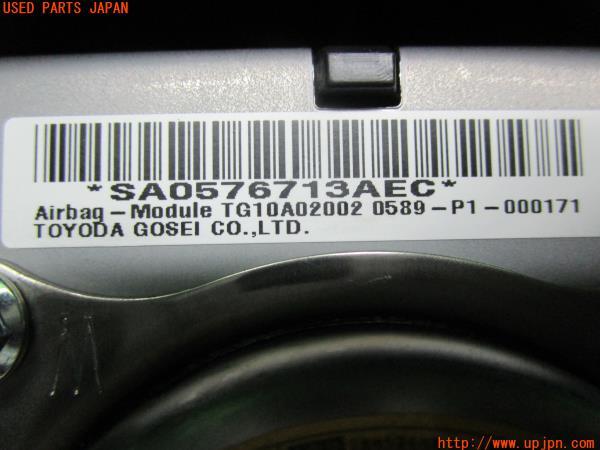 USED PARTS JAPAN
*SA0576713AEC*
Airbag-Module TG10A02002 0589-P1-000171
TOYODA GOSEI CO.,LTD.
http://www.upjpn.com/